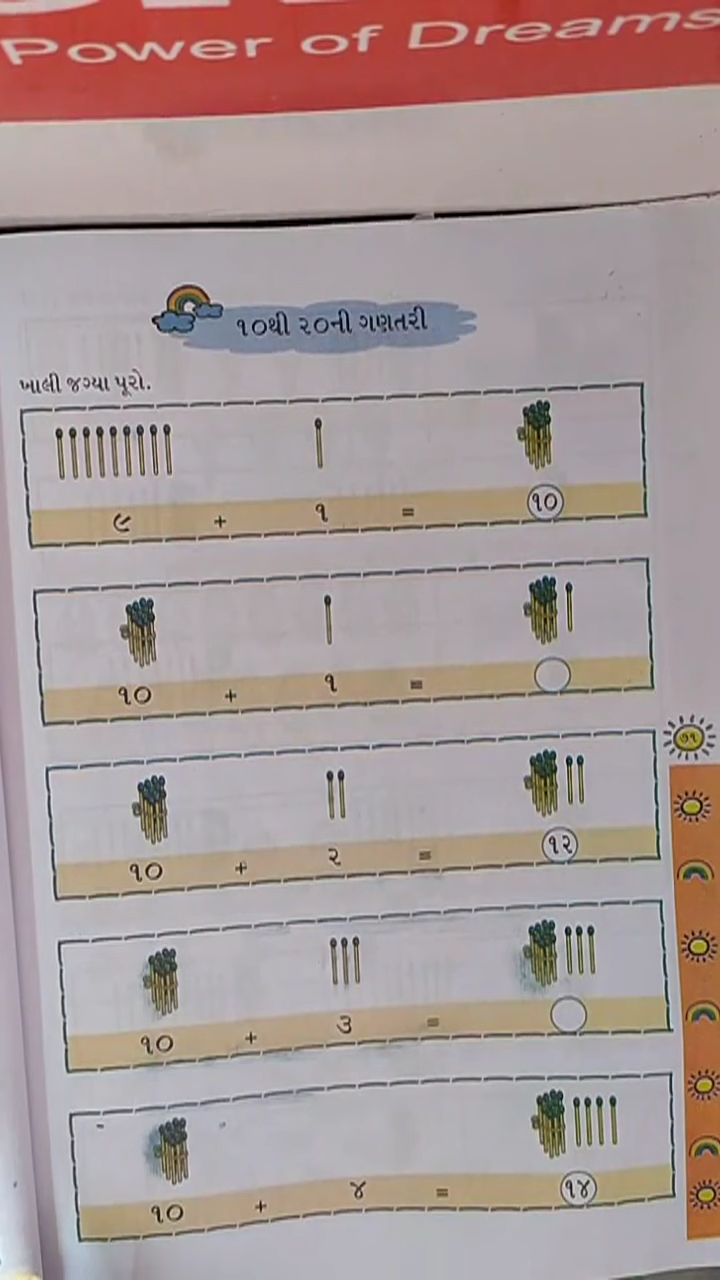 Power of Dreams
૧૦થી ૨૦ની ગણતરી
ખાલી જગ્યા પૂરો.
૯ + ૧ = ૧૦
૧૦ + ૧ =
૭૧
૧૦ + ૨ = ૧૨
૧૦ + ૩ =
૧૦ + ૪ = ૧૪